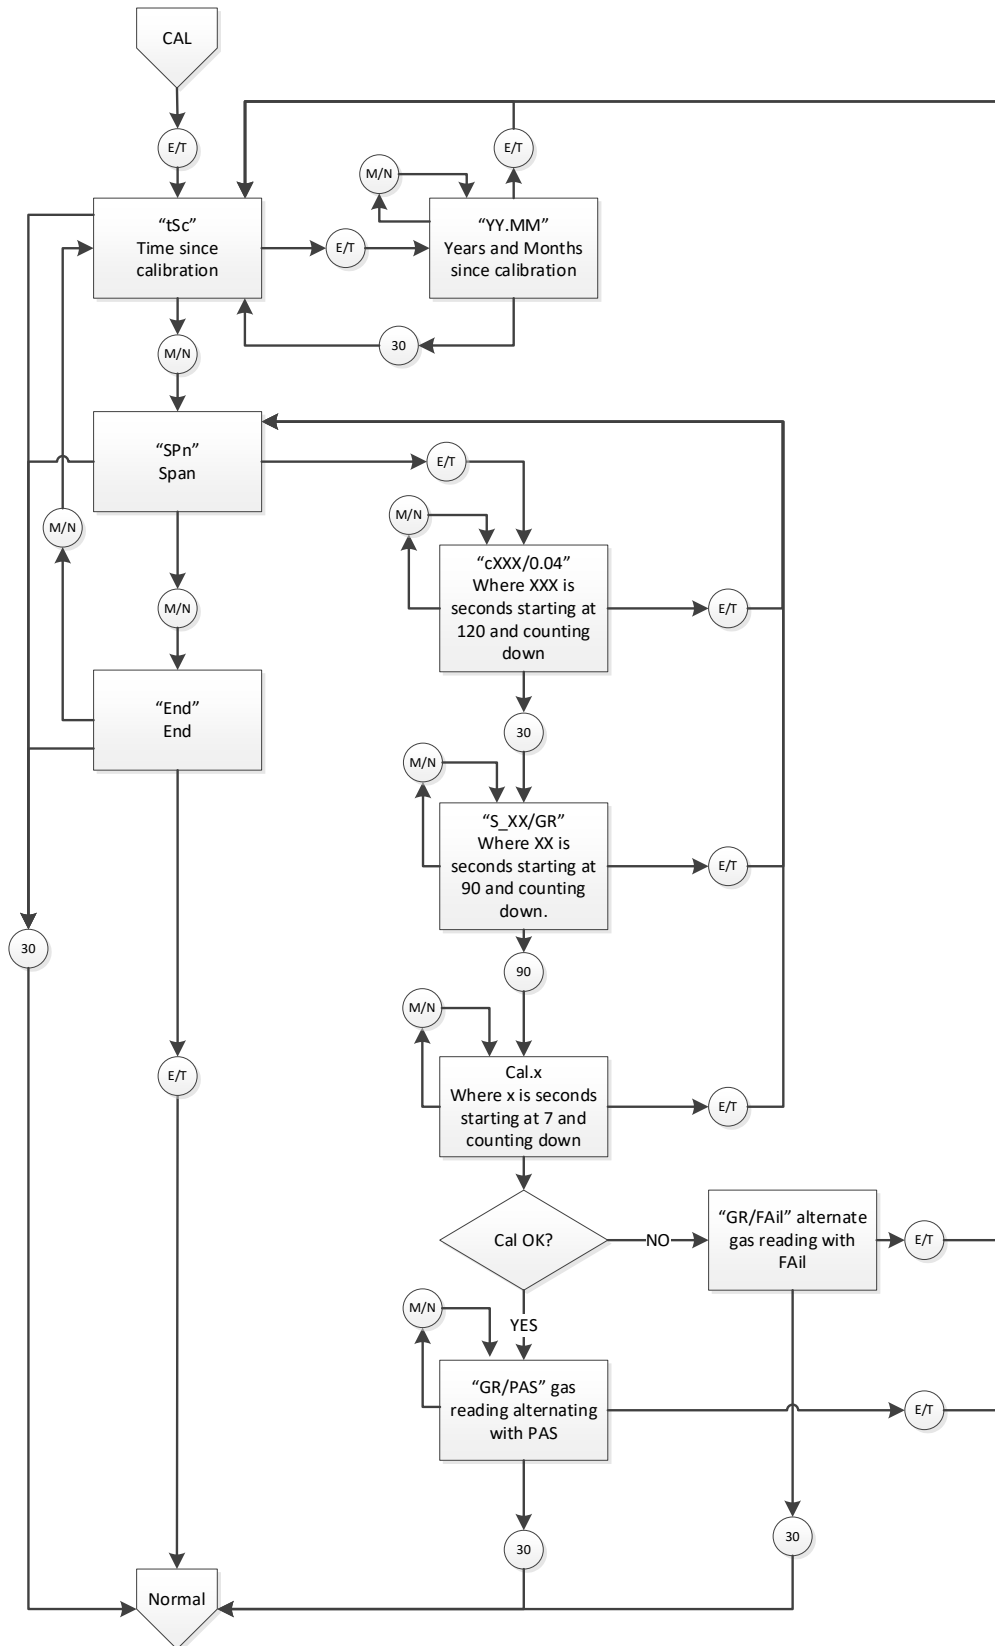 CAL
E/T
E/T
M/N
“tSc”
Time since
calibration
E/T
“YY.MM”
Years and Months
since calibration
30
M/N
“SPn”
Span
E/T
M/N
M/N
“cXXX/0.04”
Where XXX is
seconds starting at
120 and counting
down
E/T
M/N
“End”
End
30
M/N
“S_XX/GR”
Where XX is
seconds starting at
90 and counting
down.
E/T
30
90
M/N
Cal.x
Where x is seconds
starting at 7 and
counting down
E/T
E/T
Cal OK?
NO
“GR/FAil” alternate
gas reading with
FAil
E/T
YES
M/N
“GR/PAS” gas
reading alternating
with PAS
E/T
30
30
Normal